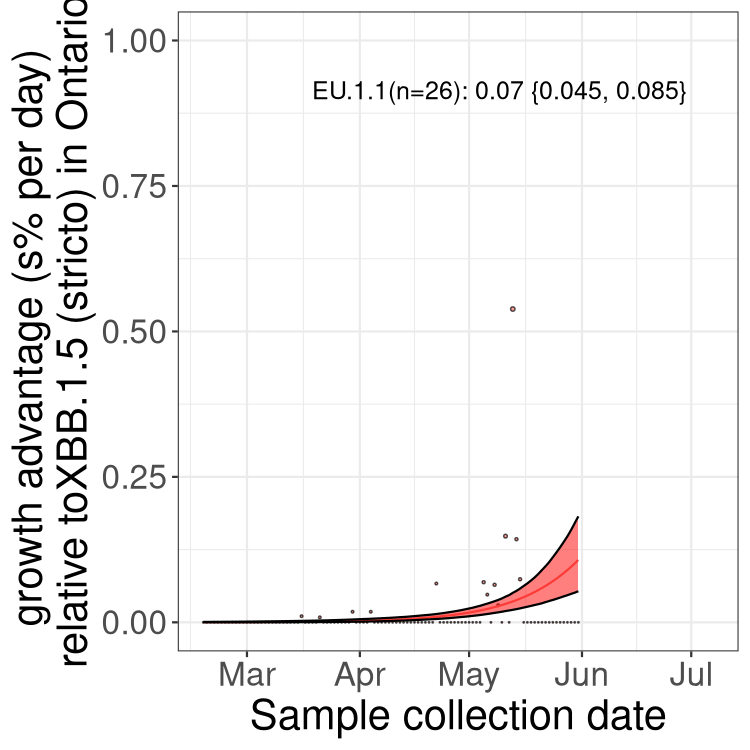 growth advantage (s% per day)
relative toXBB.1.5 (stricto) in Ontario
1.00
0.75
0.50
0.25
0.00
EU.1.1(n=26): 0.07 {0.045, 0.085}
Mar Apr May Jun Jul
Sample collection date